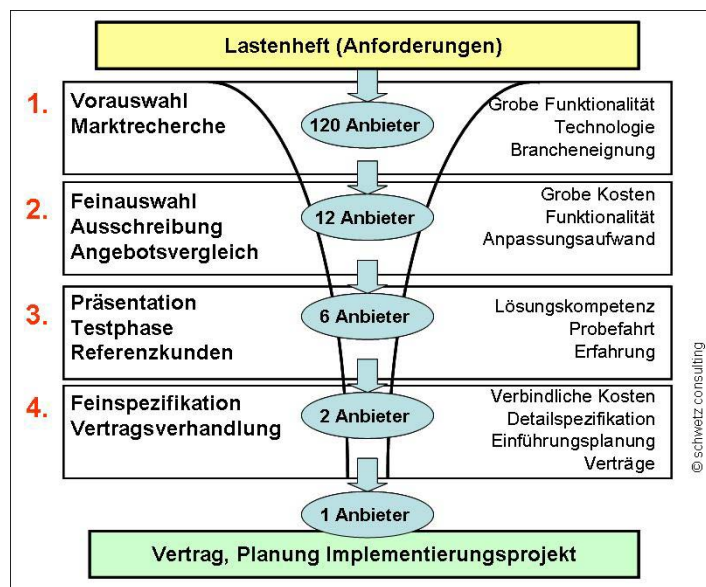 Lastenheft (Anforderungen)
1.
Vorauswahl
Marktrecherche
120 Anbieter
Grobe Funktionalität
Technologie
Brancheneignung
2.
Feinauswahl
Ausschreibung
Angebotsvergleich
12 Anbieter
Grobe Kosten
Funktionalität
Anpassungsaufwand
3.
Präsentation
Testphase
Referenzkunden
6 Anbieter
Lösungskompetenz
Probefahrt
Erfahrung
4.
Feinspezifikation
Vertragsverhandlung
2 Anbieter
Verbindliche Kosten
Detailspezifikation
Einführungsplanung
Verträge
1 Anbieter
Vertrag, Planung Implementierungsprojekt
© schwetz consulting